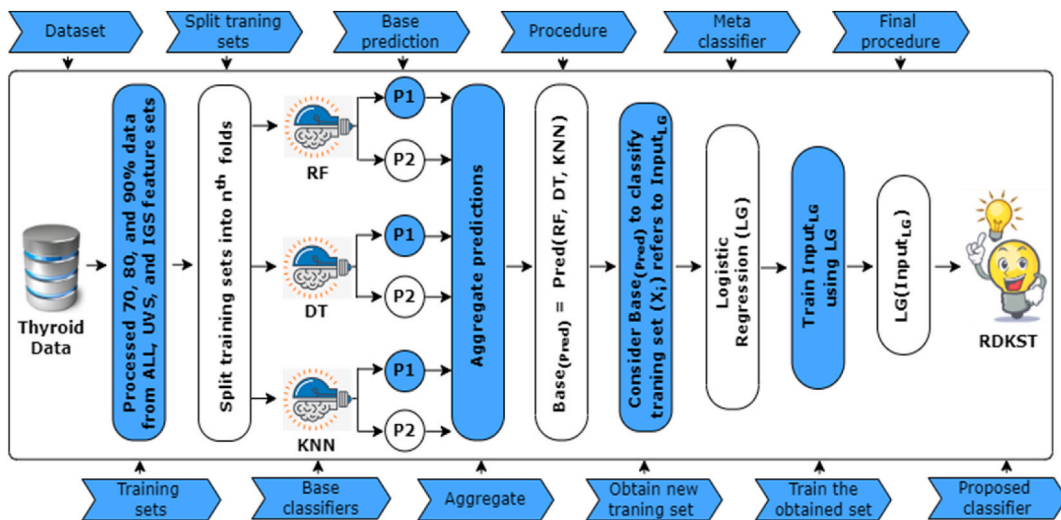 Dataset
Split traning
sets
Base
prediction
Procedure
Meta
classifier
Final
procedure
Thyroid
Data
Processed 70, 80, and 90% data
from ALL, UVS, and IGS feature sets
Split training sets into nth folds
RF
P1
P2
DT
P1
P2
KNN
P1
P2
Aggregate predictions
Base(Pred) = Pred(RF, DT, KNN)
Consider Base(Pred) to classify
traning set (Xi) refers to InputLG
Logistic
Regression (LG)
Train InputLG
using LG
LG(InputLG)
RDKST
Training
sets
Base
classifiers
Aggregate
Obtain new
traning set
Train the
obtained set
Proposed
classifier